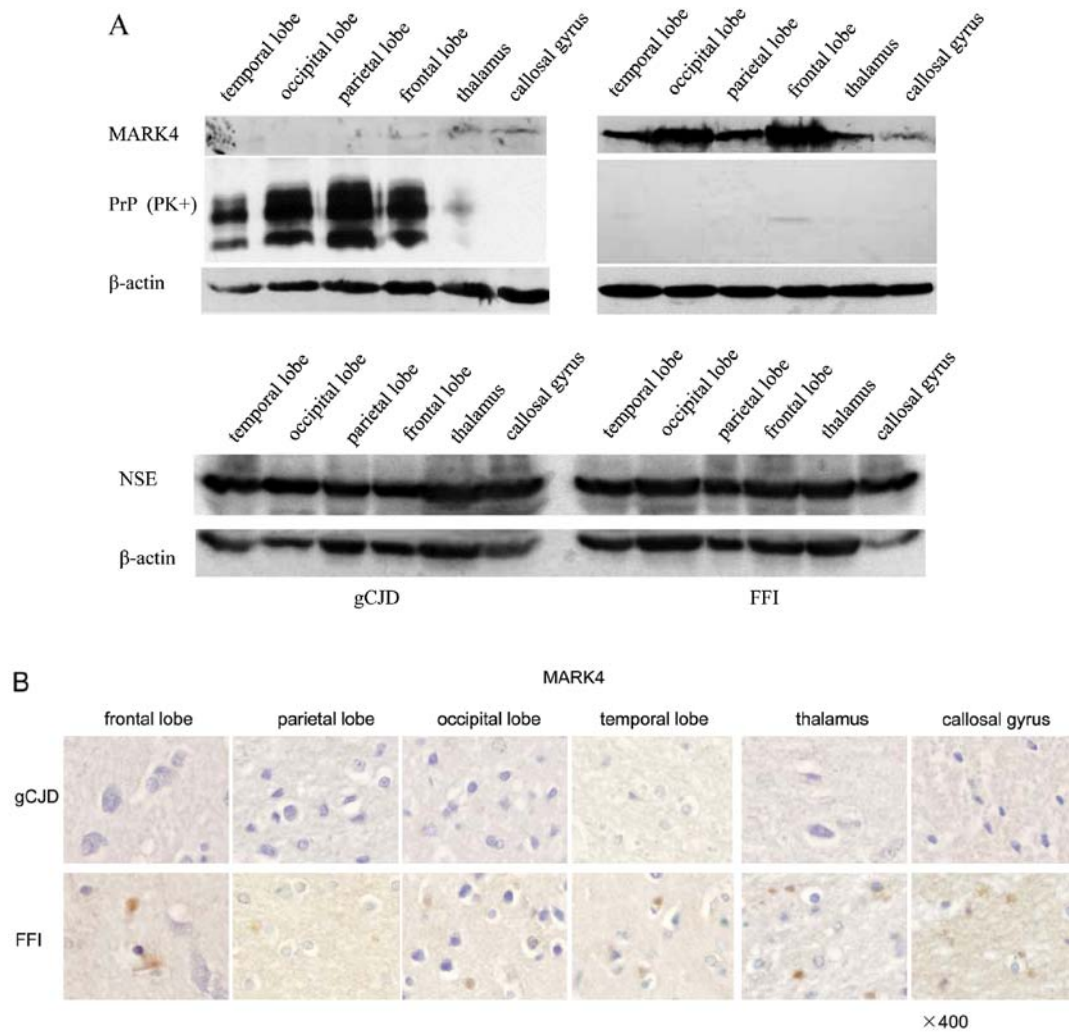 A
temporal lobe occipital lobe parietal lobe frontal lobe thalamus callosal gyrus temporal lobe occipital lobe parietal lobe frontal lobe thalamus callosal gyrus
MARK4
PrP (PK+)
β-actin
temporal lobe occipital lobe parietal lobe frontal lobe thalamus callosal gyrus temporal lobe occipital lobe parietal lobe frontal lobe thalamus callosal gyrus
NSE
β-actin
gCJD FFI
B
MARK4
frontal lobe parietal lobe occipital lobe temporal lobe thalamus callosal gyrus
gCJD
FFI
×400